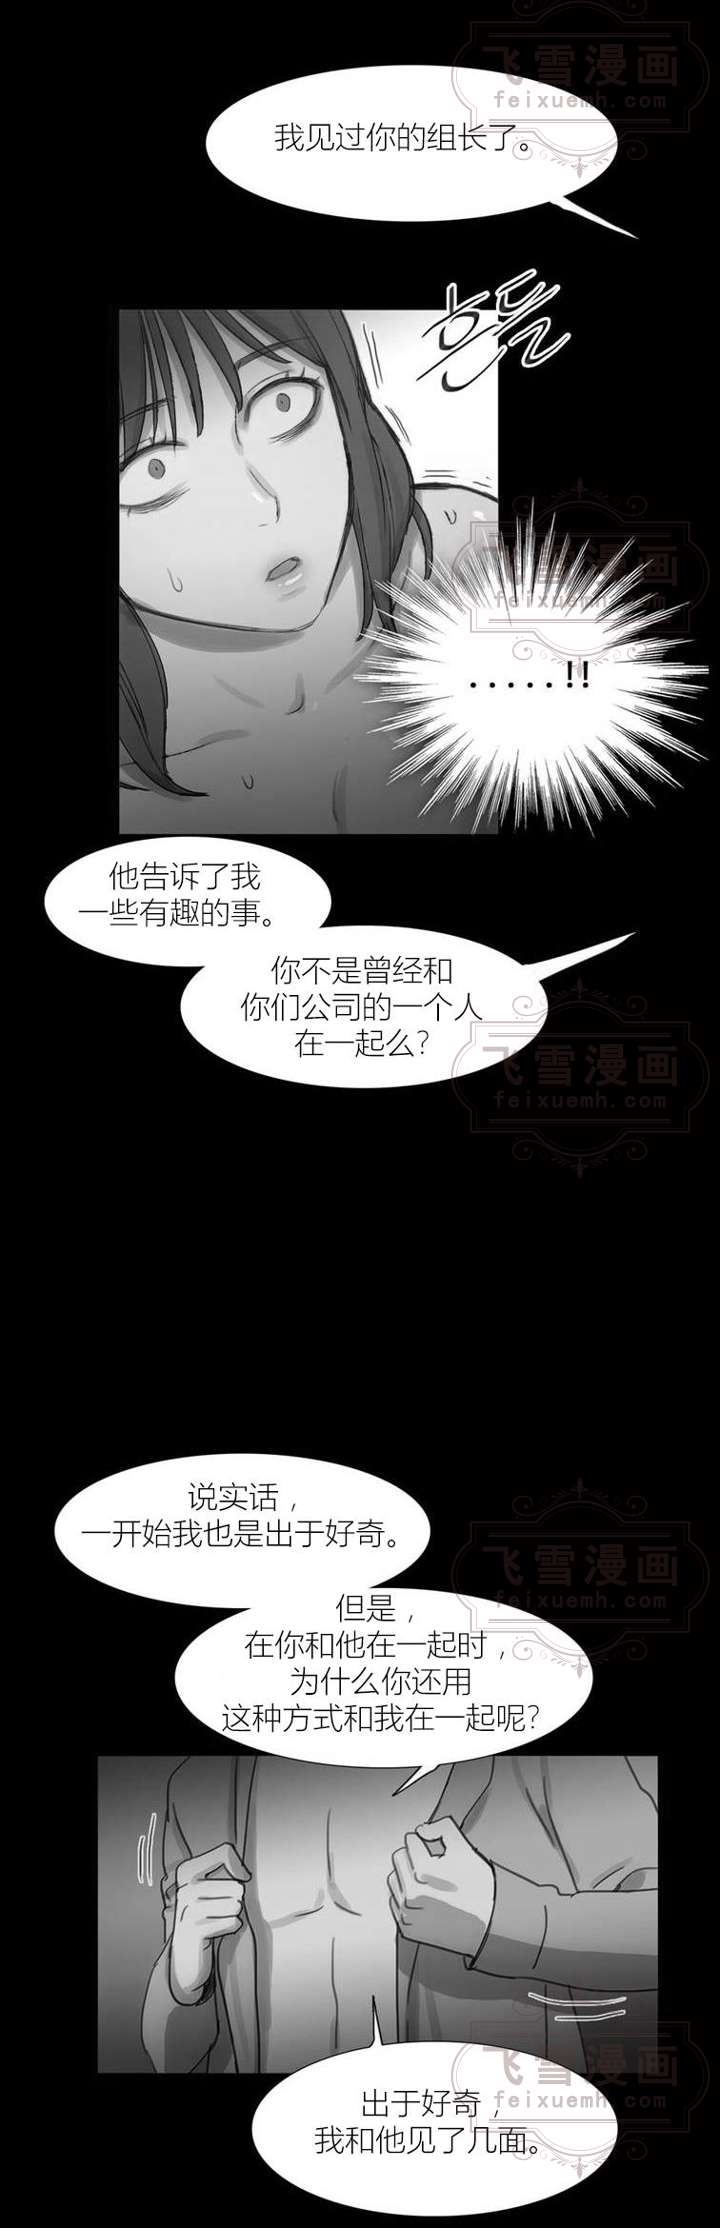 飞雪漫画
feixuemh.com
我见过你的组长了。
흐듣
飞雪漫画
feixuemh.com
.....!!
他告诉了我
一些有趣的事。
你不是曾经和
你们公司的一个人
在一起么?
飞雪漫画
feixuemh.com
说实话，
一开始我也是出于好奇。
飞雪漫画
feixuemh.com
但是，
在你和他在一起时，
为什么你还用
这种方式和我在一起呢?
飞雪漫画
feixuemh.com
出于好奇，
我和他见了几面。